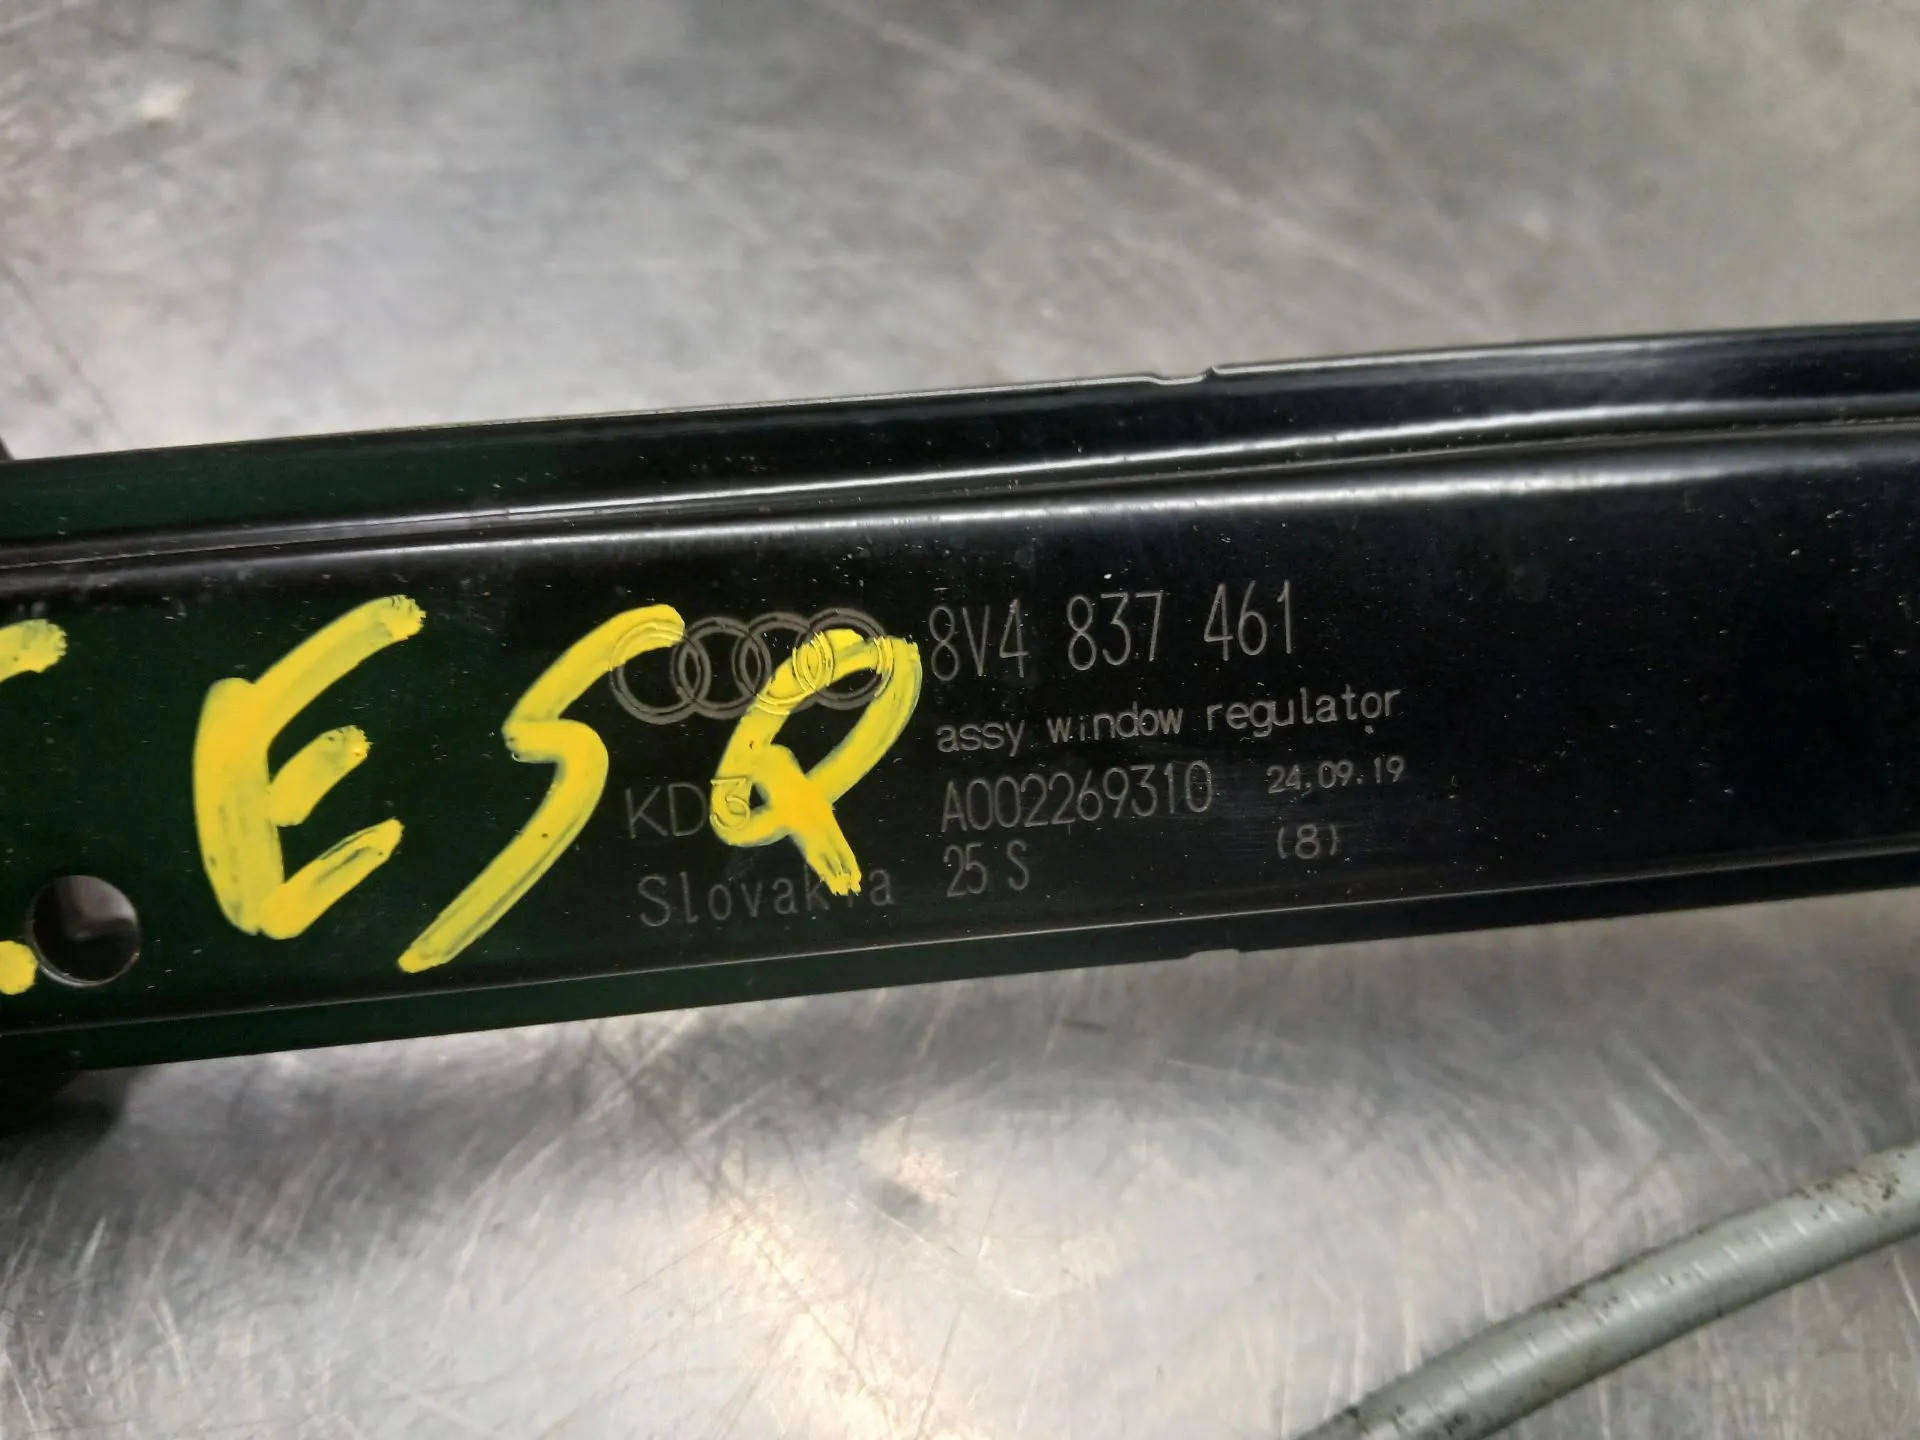 ESQ
8V4 837 461
assy window regulator
KD3 A002269310 24.09.19
Slovakia 25 S (8)